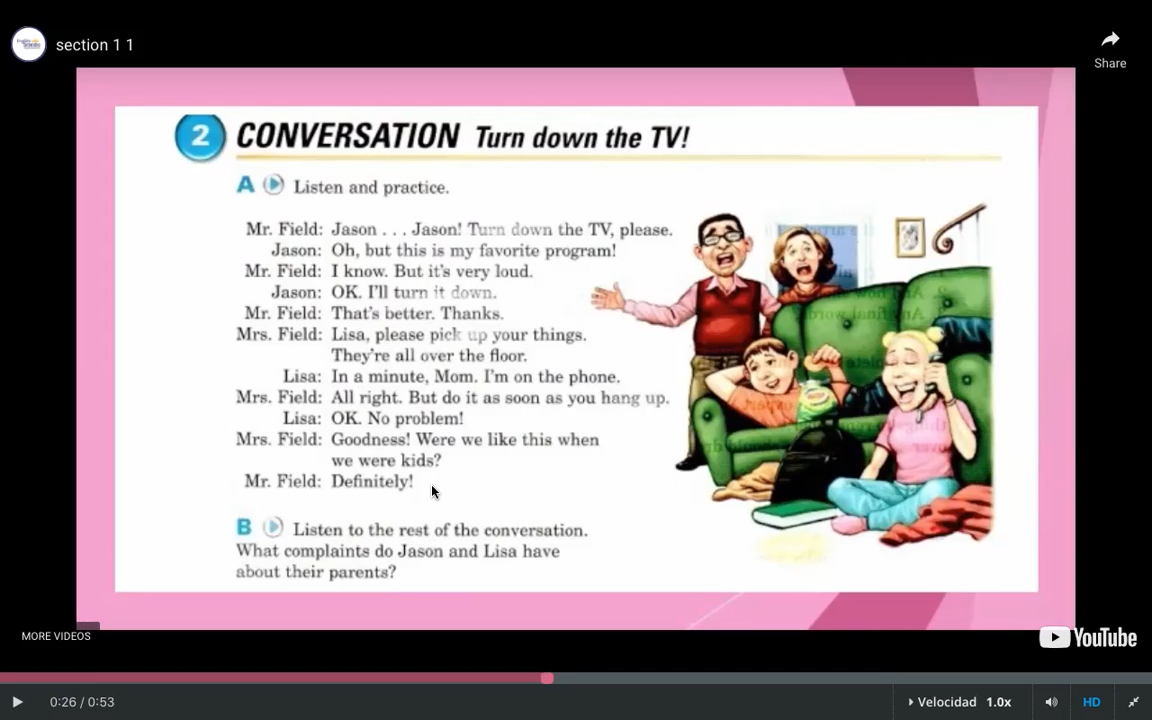 section 1 1
Share
2 CONVERSATION Turn down the TV!
A Listen and practice.
Mr. Field: Jason . . . Jason! Turn down the TV, please.
Jason: Oh, but this is my favorite program!
Mr. Field: I know. But it's very loud.
Jason: OK. I'll turn it down.
Mr. Field: That's better. Thanks.
Mrs. Field: Lisa, please pick up your things.
They're all over the floor.
Lisa: In a minute, Mom. I'm on the phone.
Mrs. Field: All right. But do it as soon as you hang up.
Lisa: OK. No problem!
Mrs. Field: Goodness! Were we like this when
we were kids?
Mr. Field: Definitely!
B Listen to the rest of the conversation.
What complaints do Jason and Lisa have
about their parents?
MORE VIDEOS
YouTube
0:26 / 0:53
Velocidad 1.0x
HD